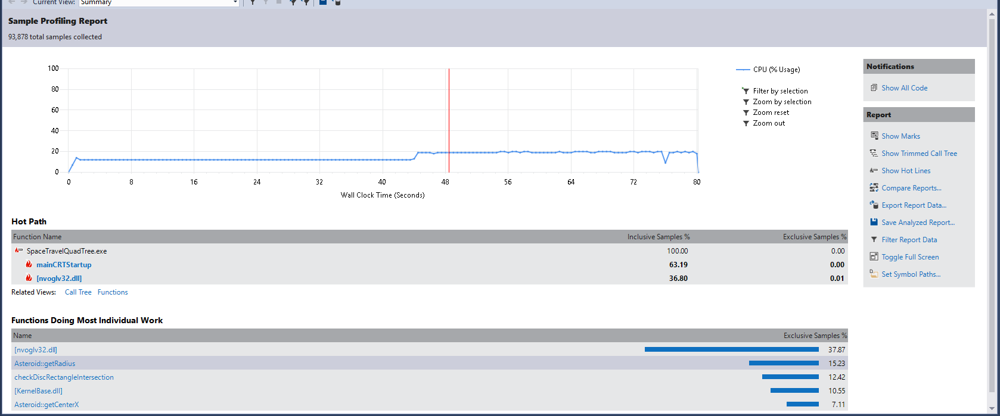 Current View: Summary
Sample Profiling Report
93,878 total samples collected
100
80
60
40
20
0
0 8 16 24 32 40 48 56 64 72 80
Wall Clock Time (Seconds)
CPU (% Usage)
Filter by selection
Zoom by selection
Zoom reset
Zoom out
Notifications
Show All Code
Report
Show Marks
Show Trimmed Call Tree
Show Hot Lines
Compare Reports...
Export Report Data...
Save Analyzed Report...
Filter Report Data
Toggle Full Screen
Set Symbol Paths...
Hot Path
Function Name Inclusive Samples % Exclusive Samples %
SpaceTravelQuadTree.exe 100.00 0.00
mainCRTStartup 63.19 0.00
[nvoglv32.dll] 36.80 0.01
Related Views: Call Tree Functions
Functions Doing Most Individual Work
Name Exclusive Samples %
[nvoglv32.dll] 37.87
Asteroid::getRadius 15.23
checkDiscRectangleIntersection 12.42
[KernelBase.dll] 10.55
Asteroid::getCenterX 7.11